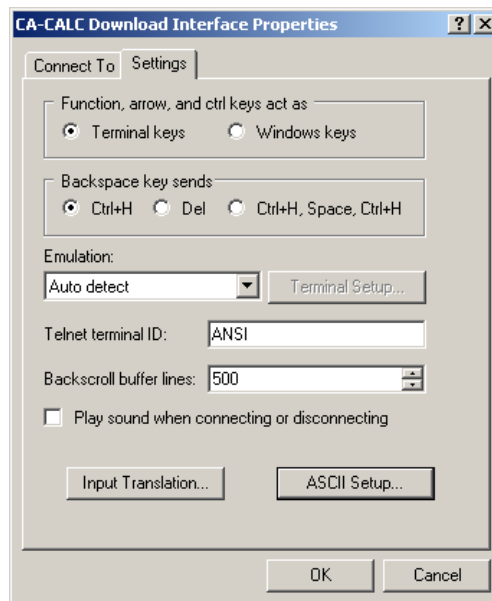 CA-CALC Download Interface Properties
Connect To Settings
Function, arrow, and ctrl keys act as
Terminal keys Windows keys
Backspace key sends
Ctrl+H Del Ctrl+H, Space, Ctrl+H
Emulation:
Auto detect Terminal Setup...
Telnet terminal ID: ANSI
Backscroll buffer lines: 500
Play sound when connecting or disconnecting
Input Translation... ASCII Setup...
OK Cancel